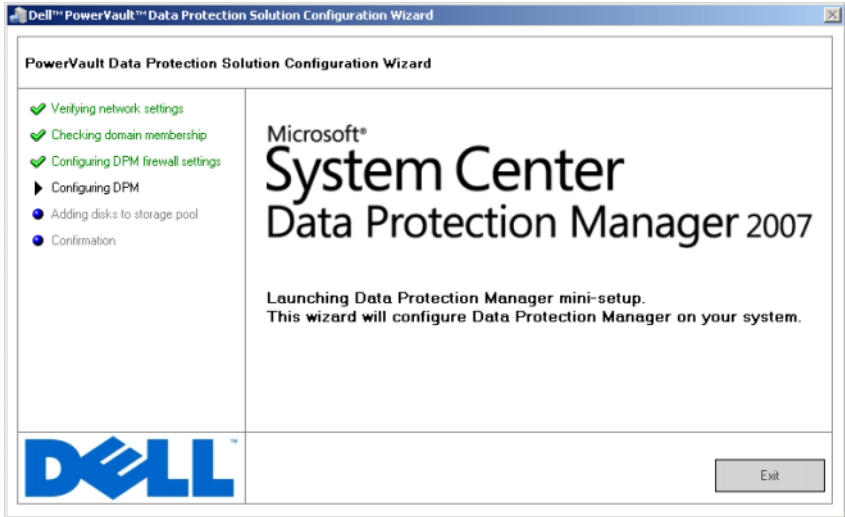 Dell™ PowerVault™ Data Protection Solution Configuration Wizard
PowerVault Data Protection Solution Configuration Wizard
Verifying network settings
Checking domain membership
Configuring DPM firewall settings
Configuring DPM
Adding disks to storage pool
Confirmation
Microsoft®
System Center
Data Protection Manager 2007
Launching Data Protection Manager mini-setup.
This wizard will configure Data Protection Manager on your system.
DELL™
Exit